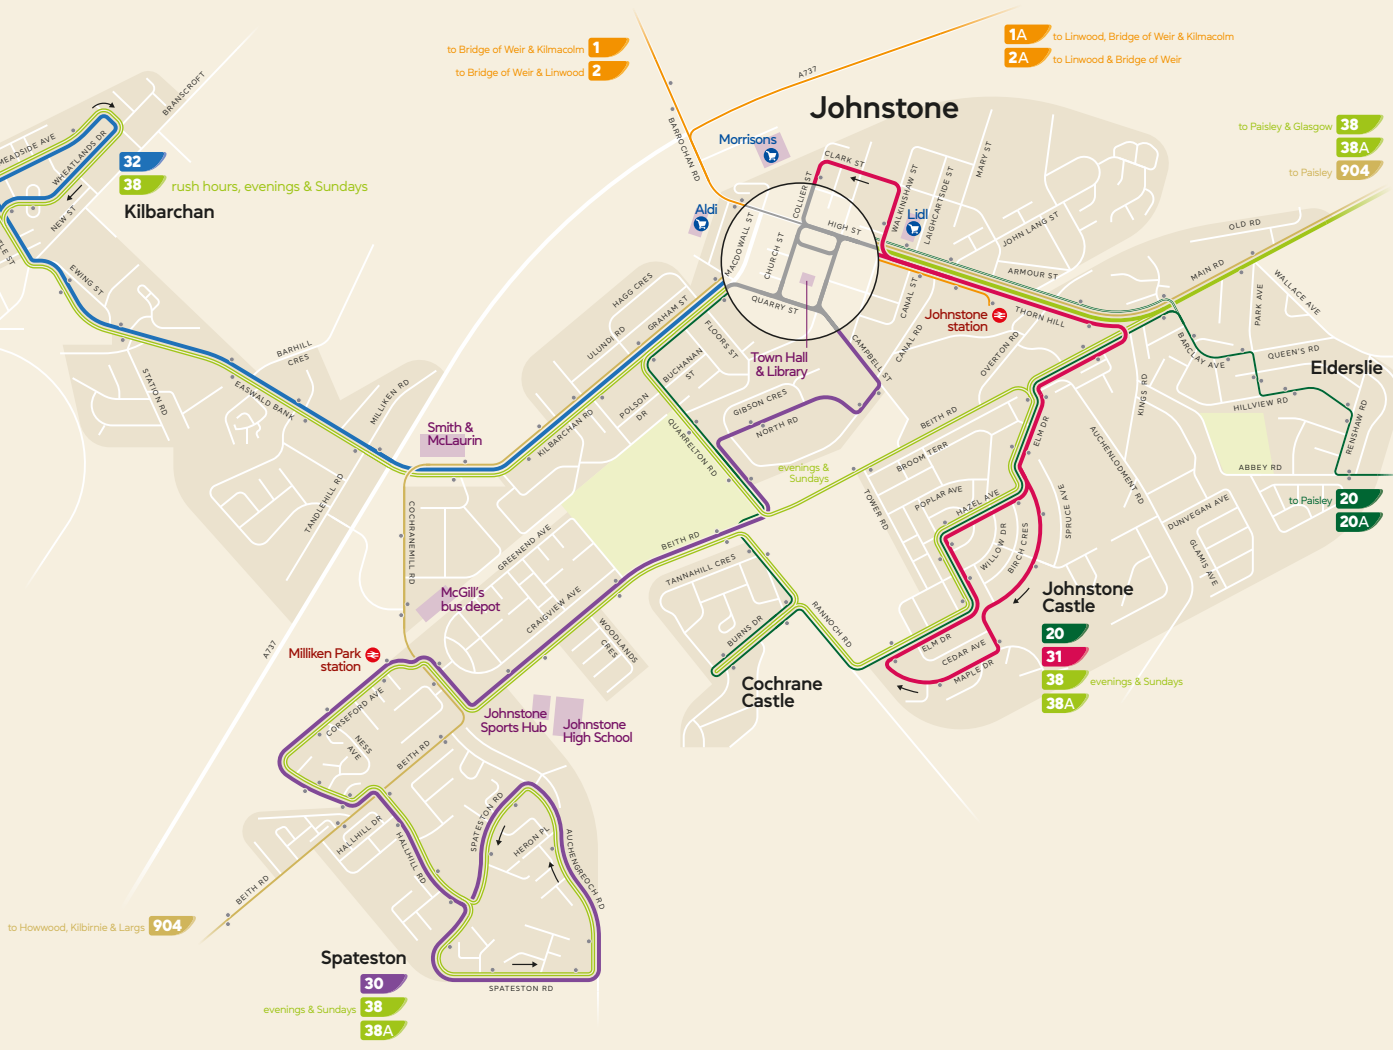 to Bridge of Weir & Kilmacolm 1
to Bridge of Weir & Linwood 2
1A to Linwood, Bridge of Weir & Kilmacolm
2A to Linwood & Bridge of Weir
A737
BARROCHAN RD
Johnstone
Morrisons
Aldi
Lidl
to Paisley & Glasgow 38
38A
to Paisley 904
BRANSCROFT
MEADSIDE AVE
WHEATLANDS DR
NEW ST
TLE ST
32
38 rush hours, evenings & Sundays
Kilbarchan
EWING ST
BARHILL
CRES
STATION RD
EASWALD BANK
MILLIKEN RD
TANDLEHILL RD
CLARK ST
COLLIER ST
WALKINSHAW ST
LAIGHCARTSIDE ST
MARY ST
JOHN LANG ST
HIGH ST
MACDOWALL ST
CHURCH ST
QUARRY ST
ARMOUR ST
CANAL ST
CANAL RD
THORN HILL
OVERTON RD
Johnstone
station
OLD RD
MAIN RD
WALLACE AVE
PARK AVE
BARCLAY AVE
QUEEN'S RD
Elderslie
HILLVIEW RD
RENSHAW RD
ABBEY RD
KINGS RD
AUCHENLODMENT RD
to Paisley 20
20A
HAGG CRES
GRAHAM ST
ULUNDI RD
FLOORS ST
BUCHANAN
ST
POLSON
DR
KILBARCHAN RD
QUARRELTON RD
Town Hall
& Library
CAMPBELL ST
GIBSON CRES
NORTH RD
Smith &
McLaurin
evenings &
Sundays
BEITH RD
BROOM TERR
TOWER RD
POPLAR AVE
HAZEL AVE
ELM DR
WILLOW DR
BIRCH CRES
SPRUCE AVE
DUNVEGAN AVE
GLAMIS AVE
COCHRANEMILL RD
GREENEND AVE
CRAIGVIEW AVE
BEITH RD
TANNAHILL CRES
BURNS DR
RANNOCH RD
WOODLANDS
CRES
ELM DR
CEDAR AVE
MAPLE DR
Johnstone
Castle
20
31
38 evenings & Sundays
38A
Cochrane
Castle
McGill's
bus depot
A737
Milliken Park
station
Johnstone
Sports Hub
Johnstone
High School
CORSEFORD AVE
NESS
AVE
BEITH RD
HALLHILL DR
HALLHILL RD
SPATESTON RD
HERON PL
AUCHENGREOCH RD
BEITH RD
to Howwood, Kilbirnie & Largs 904
Spateston
30
evenings & Sundays 38
38A
SPATESTON RD